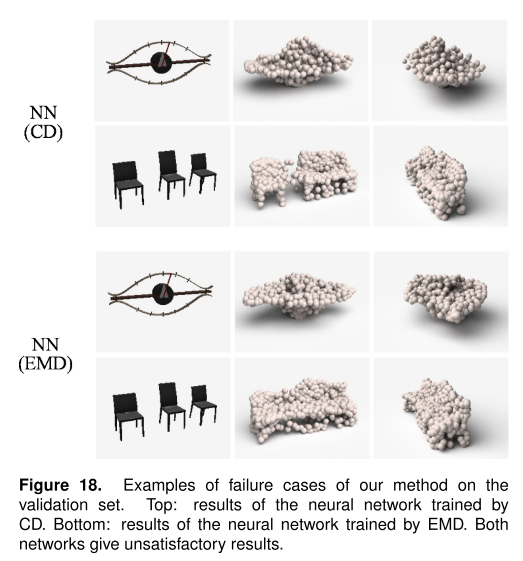 NN
(CD)
NN
(EMD)
Figure 18. Examples of failure cases of our method on the
validation set. Top: results of the neural network trained by
CD. Bottom: results of the neural network trained by EMD. Both
networks give unsatisfactory results.